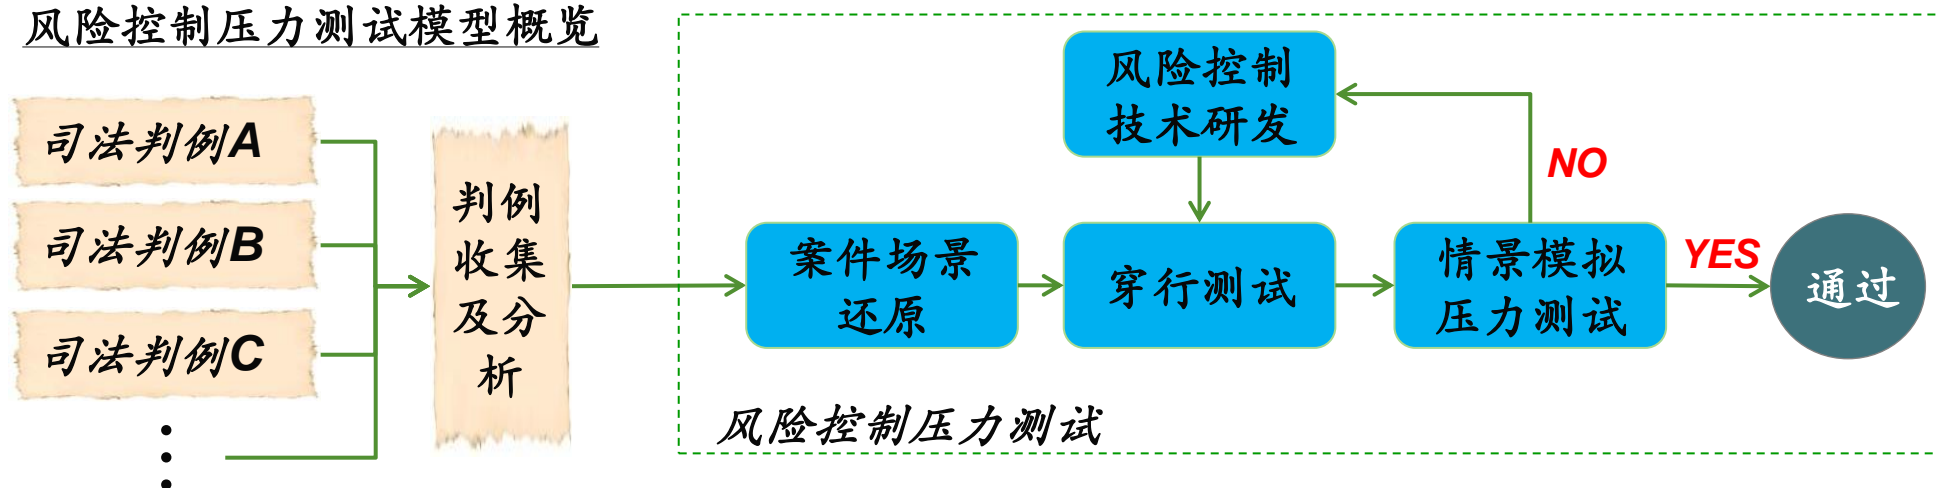 风险控制压力测试模型概览
司法判例A
司法判例B
司法判例C
判例
收集
及分
析
风险控制
技术研发
案件场景
还原
穿行测试
情景模拟
压力测试
NO
YES
通过
风险控制压力测试